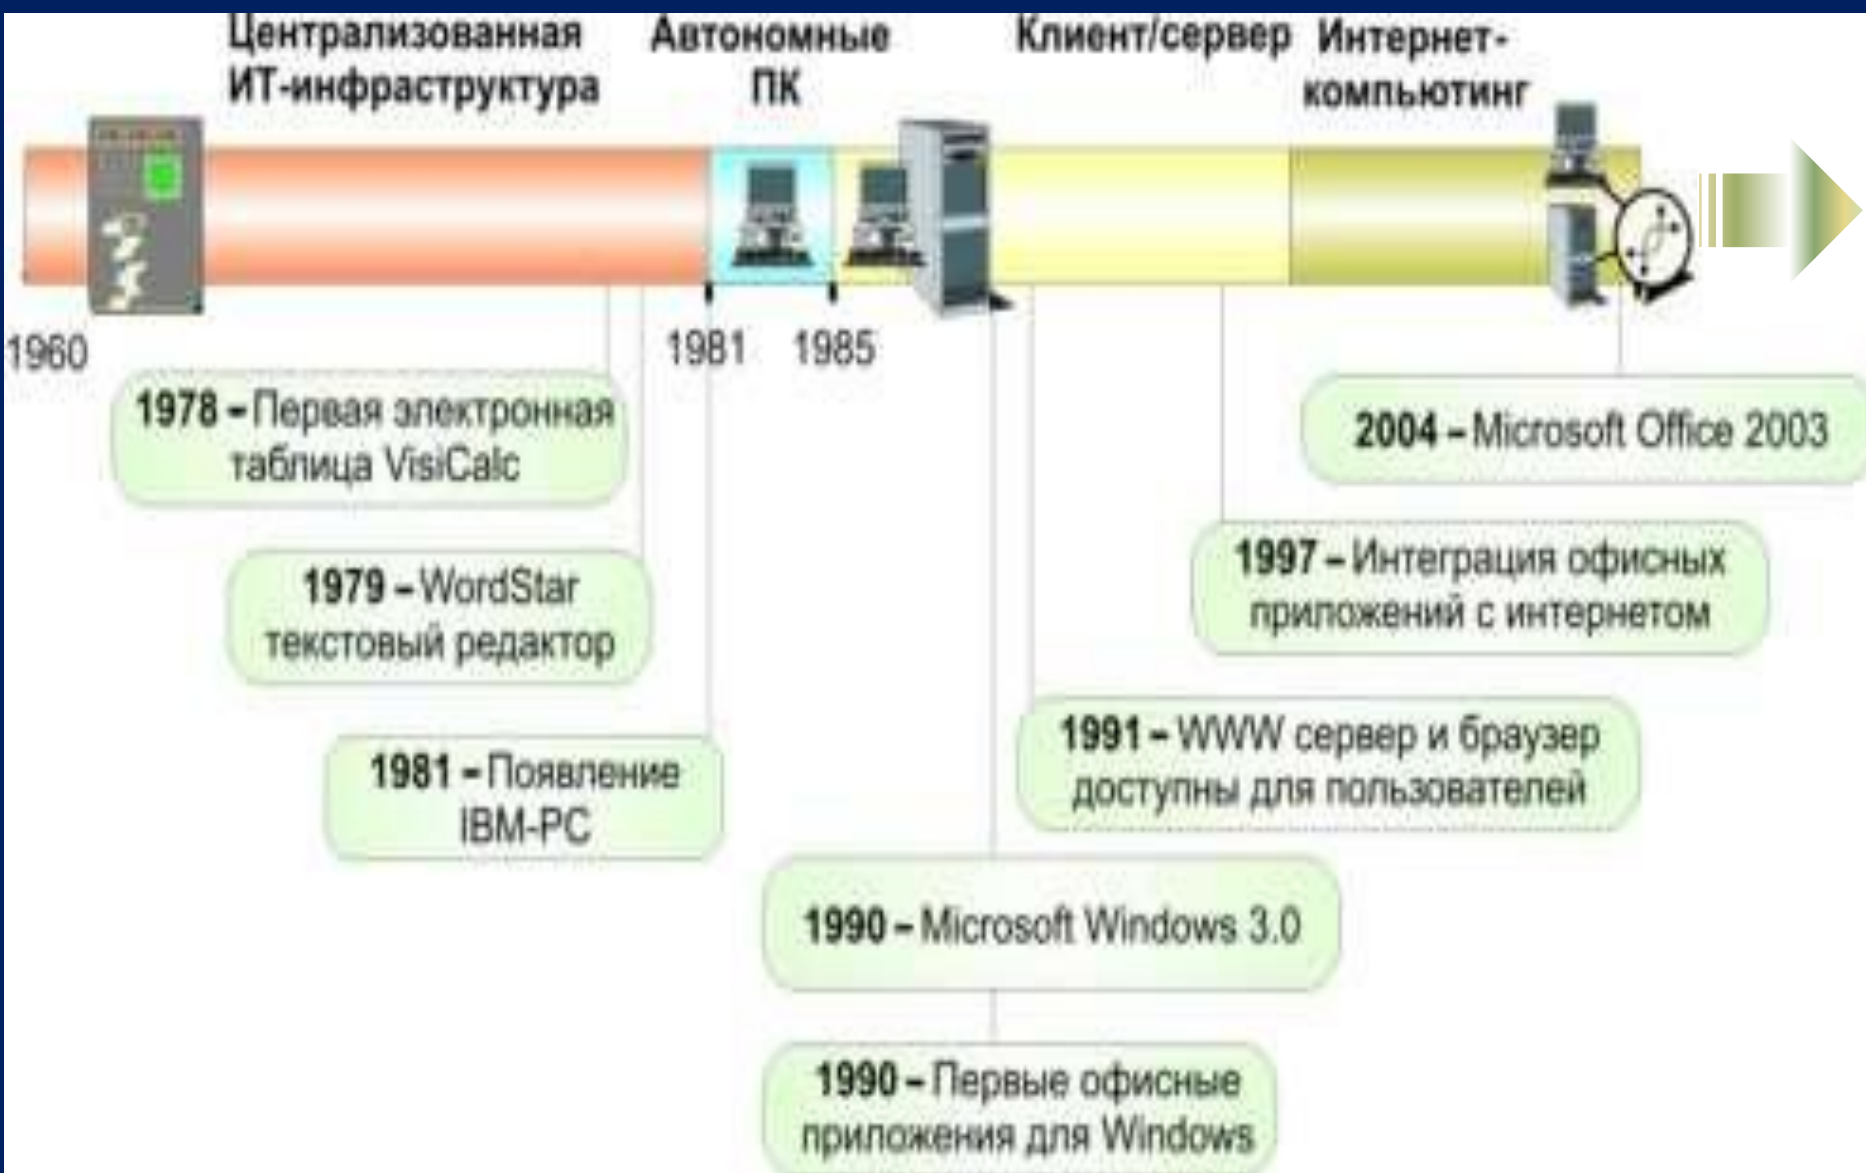 Централизованная
ИТ-инфраструктура
Автономные
ПК
Клиент/сервер
Интернет-
компьютинг
1960
1981
1985
1978 – Первая электронная
таблица VisiCalc
2004 – Microsoft Office 2003
1979 – WordStar
текстовый редактор
1997 – Интеграция офисных
приложений с интернетом
1981 – Появление
IBM-PC
1991 – WWW сервер и браузер
доступны для пользователей
1990 – Microsoft Windows 3.0
1990 – Первые офисные
приложения для Windows